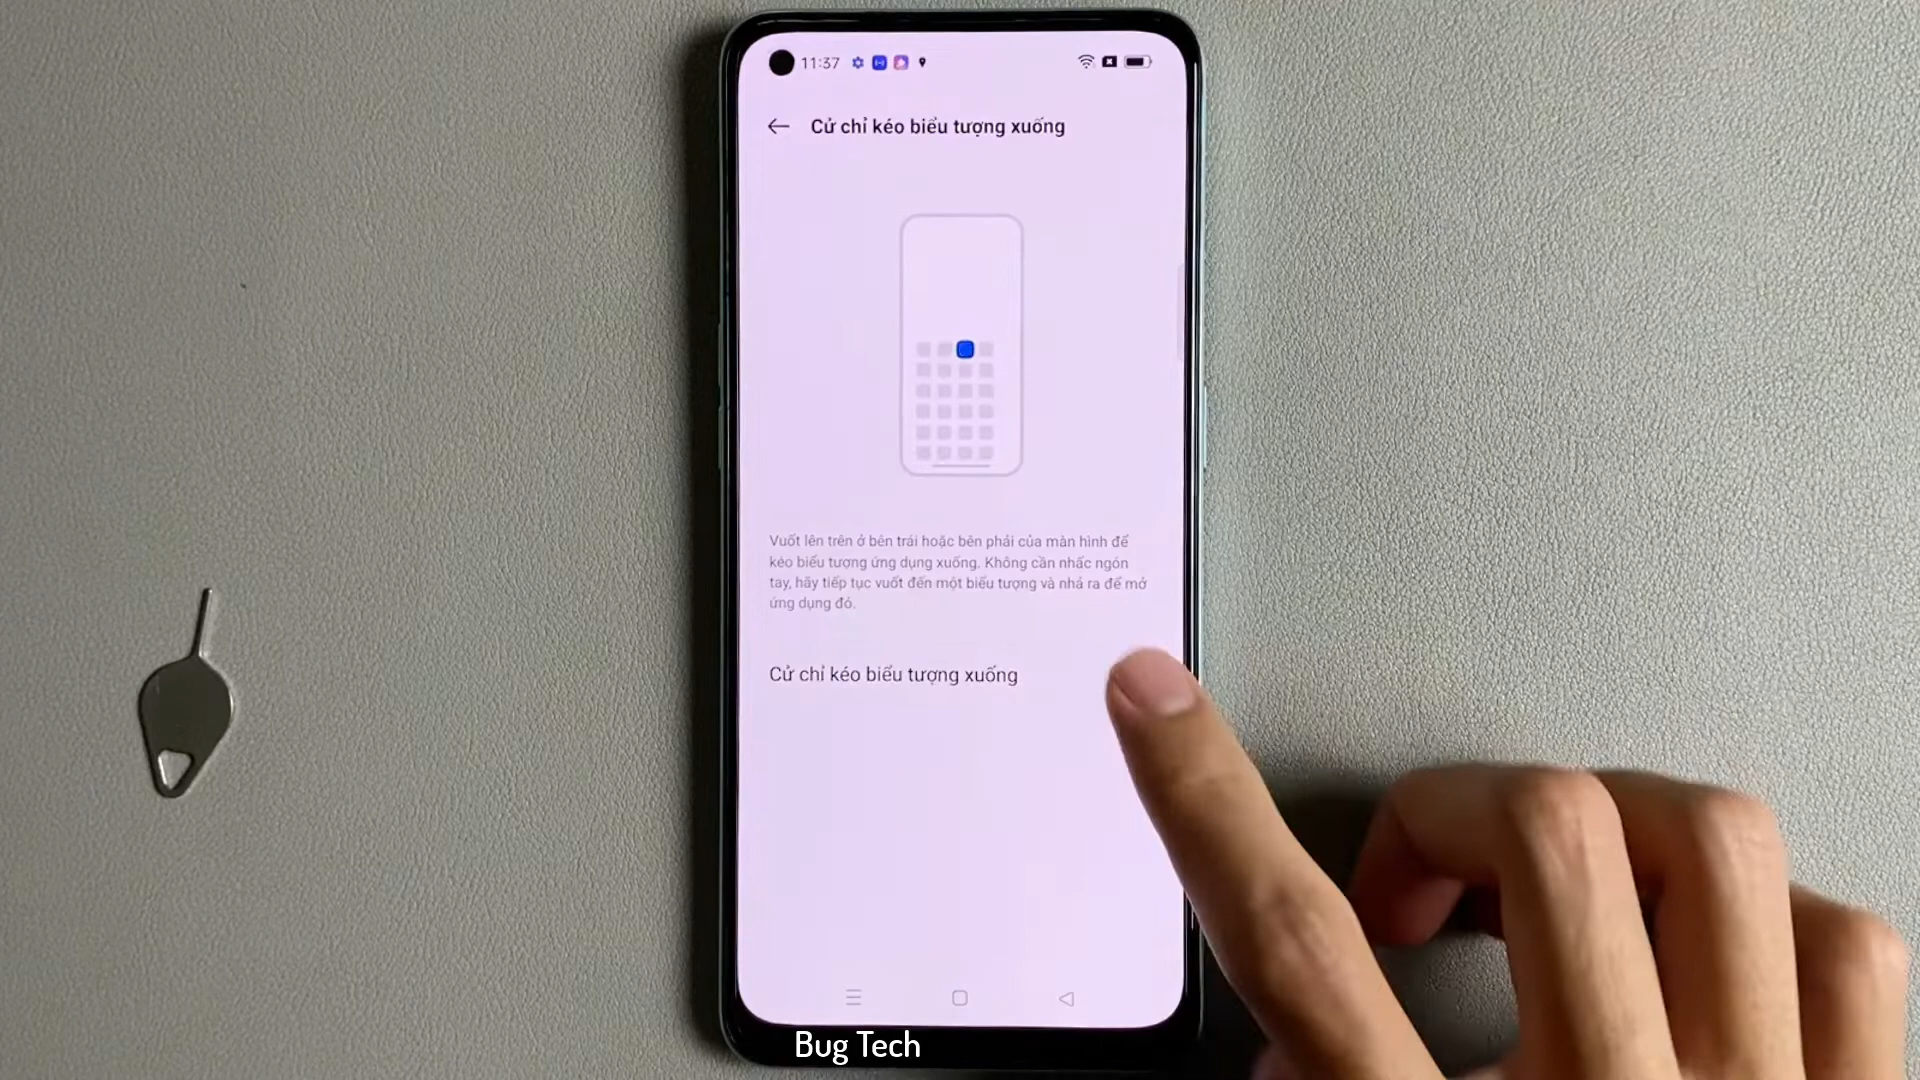 11:37
Cử chỉ kéo biểu tượng xuống
Vuốt lên trên ở bên trái hoặc bên phải của màn hình để
kéo biểu tượng ứng dụng xuống. Không cần nhấc ngón
tay, hãy tiếp tục vuốt đến một biểu tượng và nhả ra để mở
ứng dụng đó.
Cử chỉ kéo biểu tượng xuống
Bug Tech